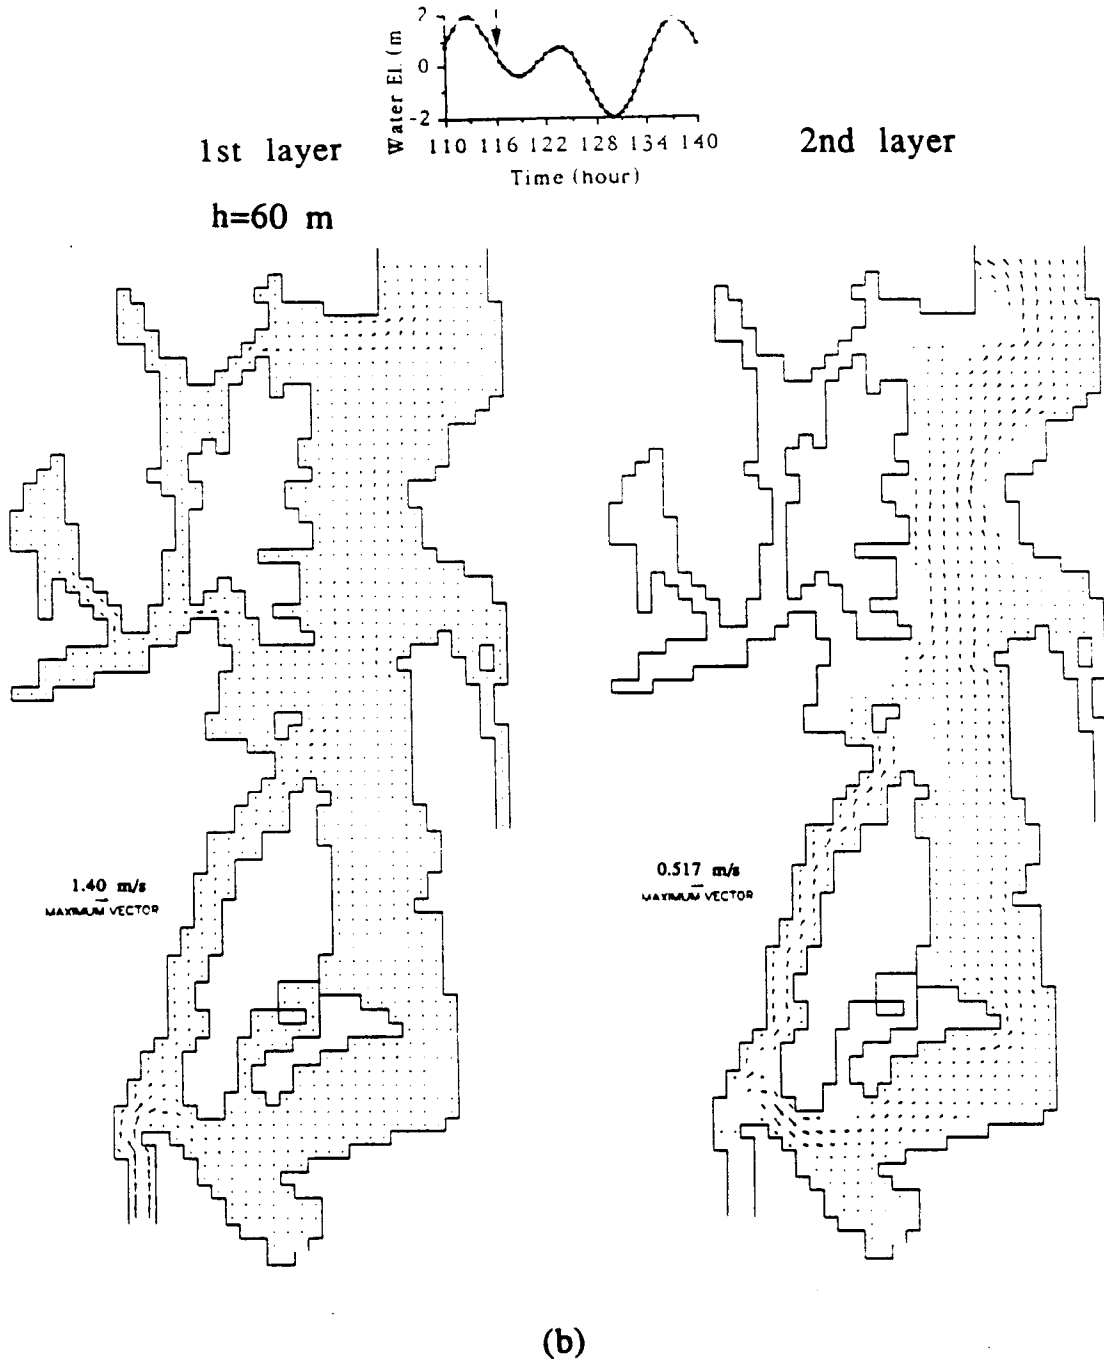 2
0
-2
Water El. (m
110 116 122 128 134 140
Time (hour)
1st layer
2nd layer
h=60 m
1.40 m/s
MAXIMUM VECTOR
0.517 m/s
MAXIMUM VECTOR
(b)